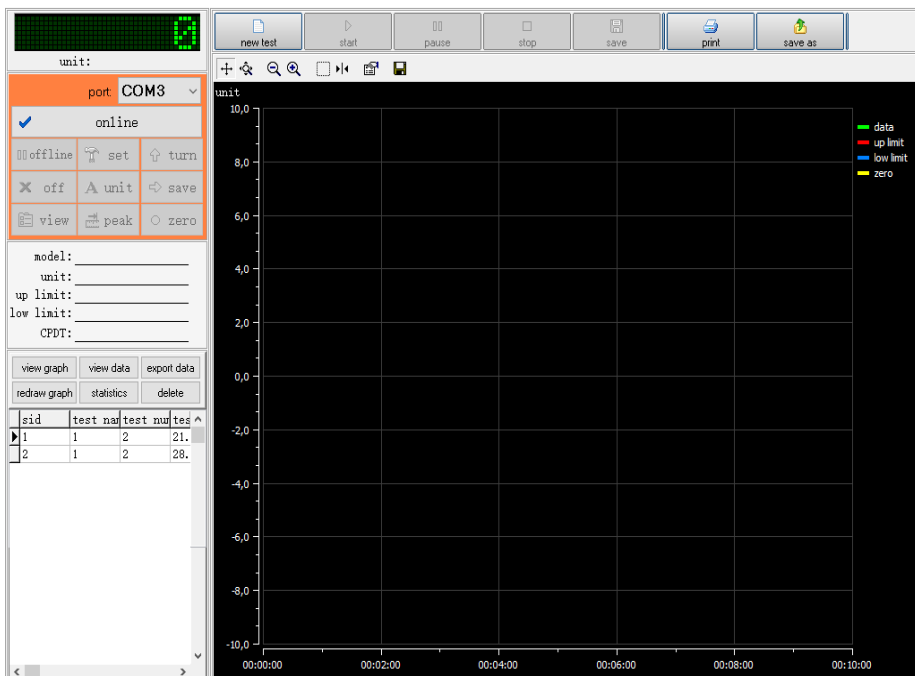 0
unit:
port COM3
online
offline set turn
off unit save
view peak zero
model:
unit:
up limit:
low limit:
CPDT:
view graph view data export data
redraw graph statistics delete
sid test nam test num tes
1 1 2 21.
2 1 2 28.
new test start pause stop save print save as
unit
10,0
8,0
6,0
4,0
2,0
0,0
-2,0
-4,0
-6,0
-8,0
-10,0
00:00:00 00:02:00 00:04:00 00:06:00 00:08:00 00:10:00
data
up limit
low limit
zero